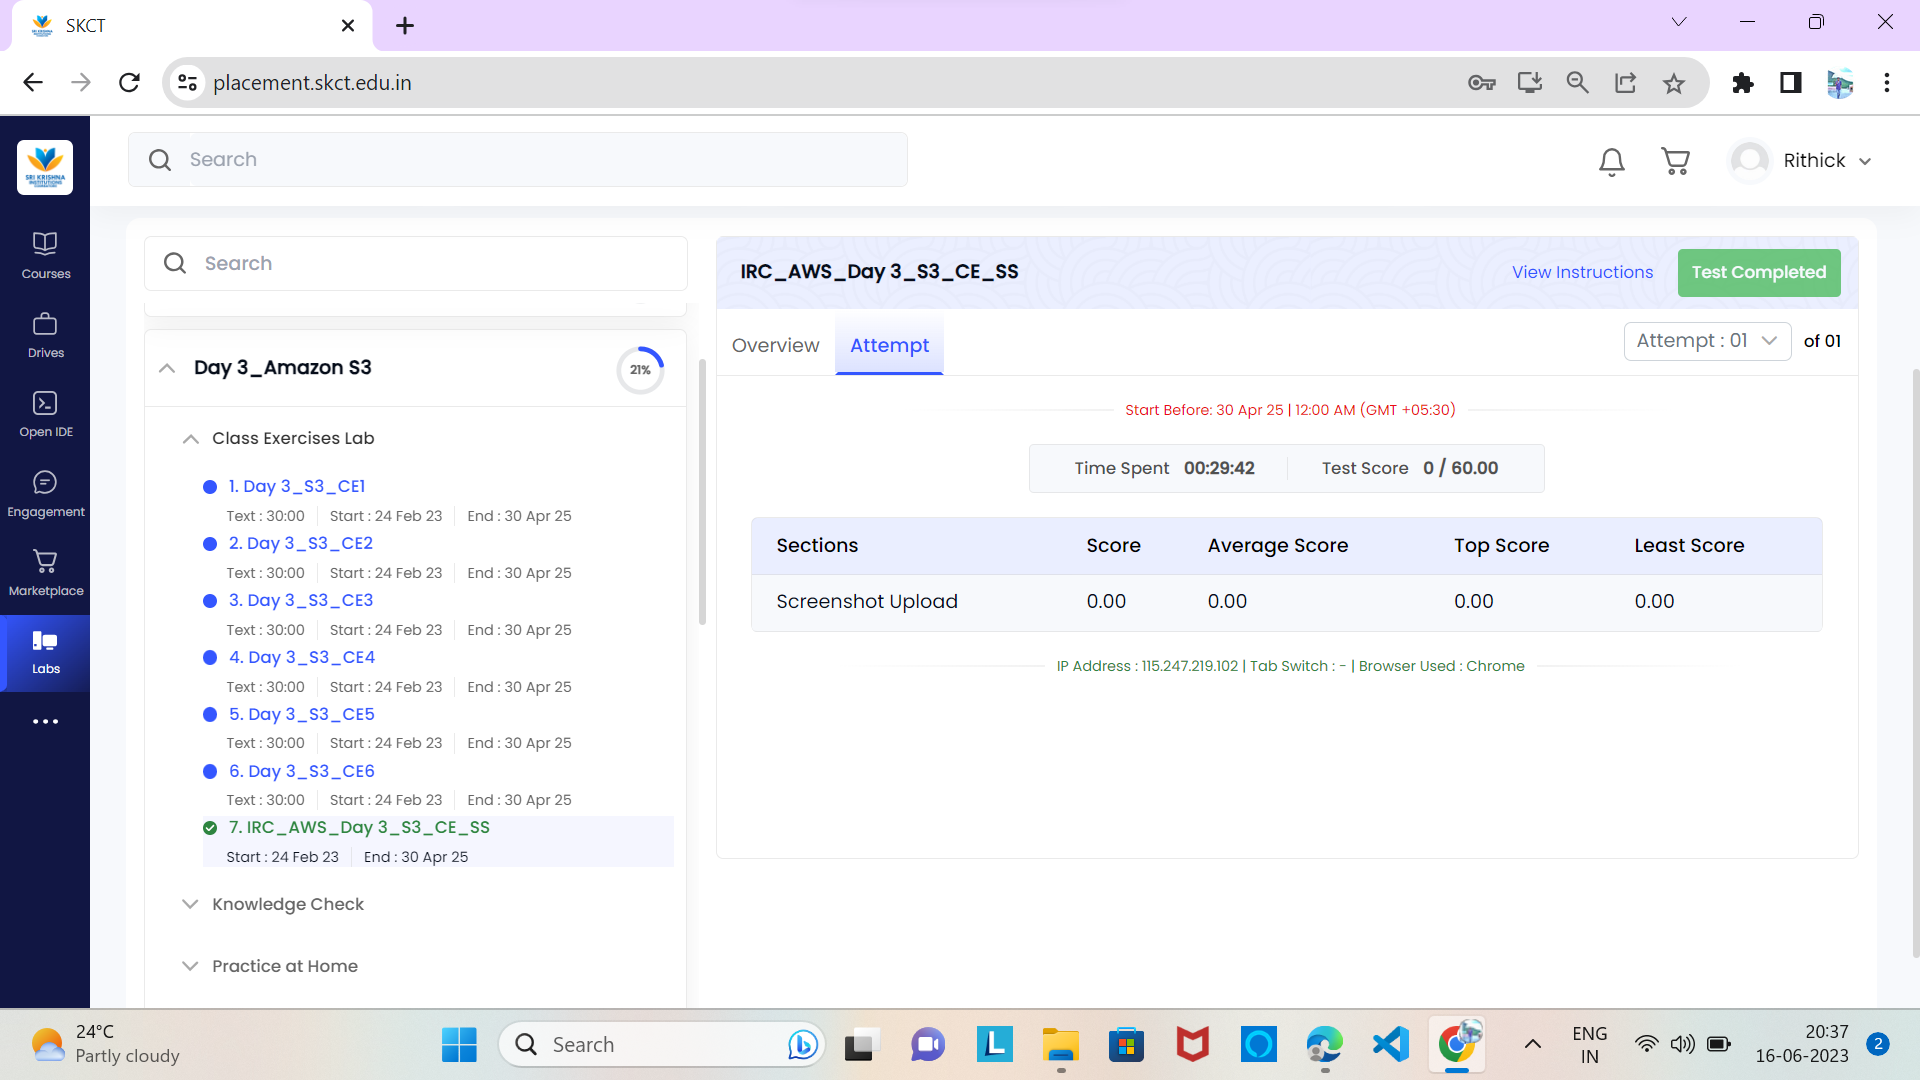 SKCT
placement.skct.edu.in
SRI KRISHNA
INSTITUTIONS
Search
Rithick
Courses
Drives
Open IDE
Engagement
Marketplace
Labs
Search
Day 3_Amazon S3
21%
Class Exercises Lab
1. Day 3_S3_CE1
Text : 30:00 Start : 24 Feb 23 End : 30 Apr 25
2. Day 3_S3_CE2
Text : 30:00 Start : 24 Feb 23 End : 30 Apr 25
3. Day 3_S3_CE3
Text : 30:00 Start : 24 Feb 23 End : 30 Apr 25
4. Day 3_S3_CE4
Text : 30:00 Start : 24 Feb 23 End : 30 Apr 25
5. Day 3_S3_CE5
Text : 30:00 Start : 24 Feb 23 End : 30 Apr 25
6. Day 3_S3_CE6
Text : 30:00 Start : 24 Feb 23 End : 30 Apr 25
7. IRC_AWS_Day 3_S3_CE_SS
Start : 24 Feb 23 End : 30 Apr 25
Knowledge Check
Practice at Home
IRC_AWS_Day 3_S3_CE_SS
View Instructions
Test Completed
Overview
Attempt
Attempt : 01 of 01
Start Before: 30 Apr 25 | 12:00 AM (GMT +05:30)
Time Spent 00:29:42 Test Score 0 / 60.00
Sections Score Average Score Top Score Least Score
Screenshot Upload 0.00 0.00 0.00 0.00
IP Address : 115.247.219.102 | Tab Switch : - | Browser Used : Chrome
24°C
Partly cloudy
Search
L
ENG
IN
20:37
16-06-2023
2